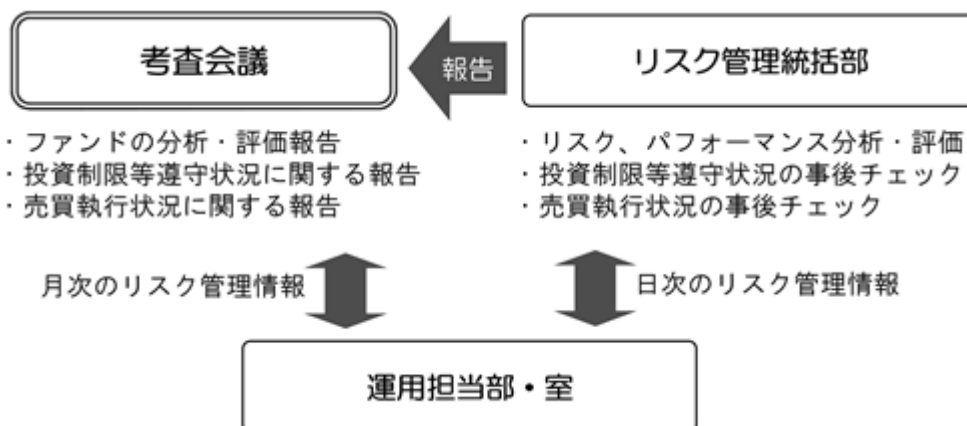 考査会議
報告
リスク管理統括部
・ファンドの分析・評価報告
・投資制限等遵守状況に関する報告
・売買執行状況に関する報告
・リスク、パフォーマンス分析・評価
・投資制限等遵守状況の事後チェック
・売買執行状況の事後チェック
月次のリスク管理情報
日次のリスク管理情報
運用担当部・室